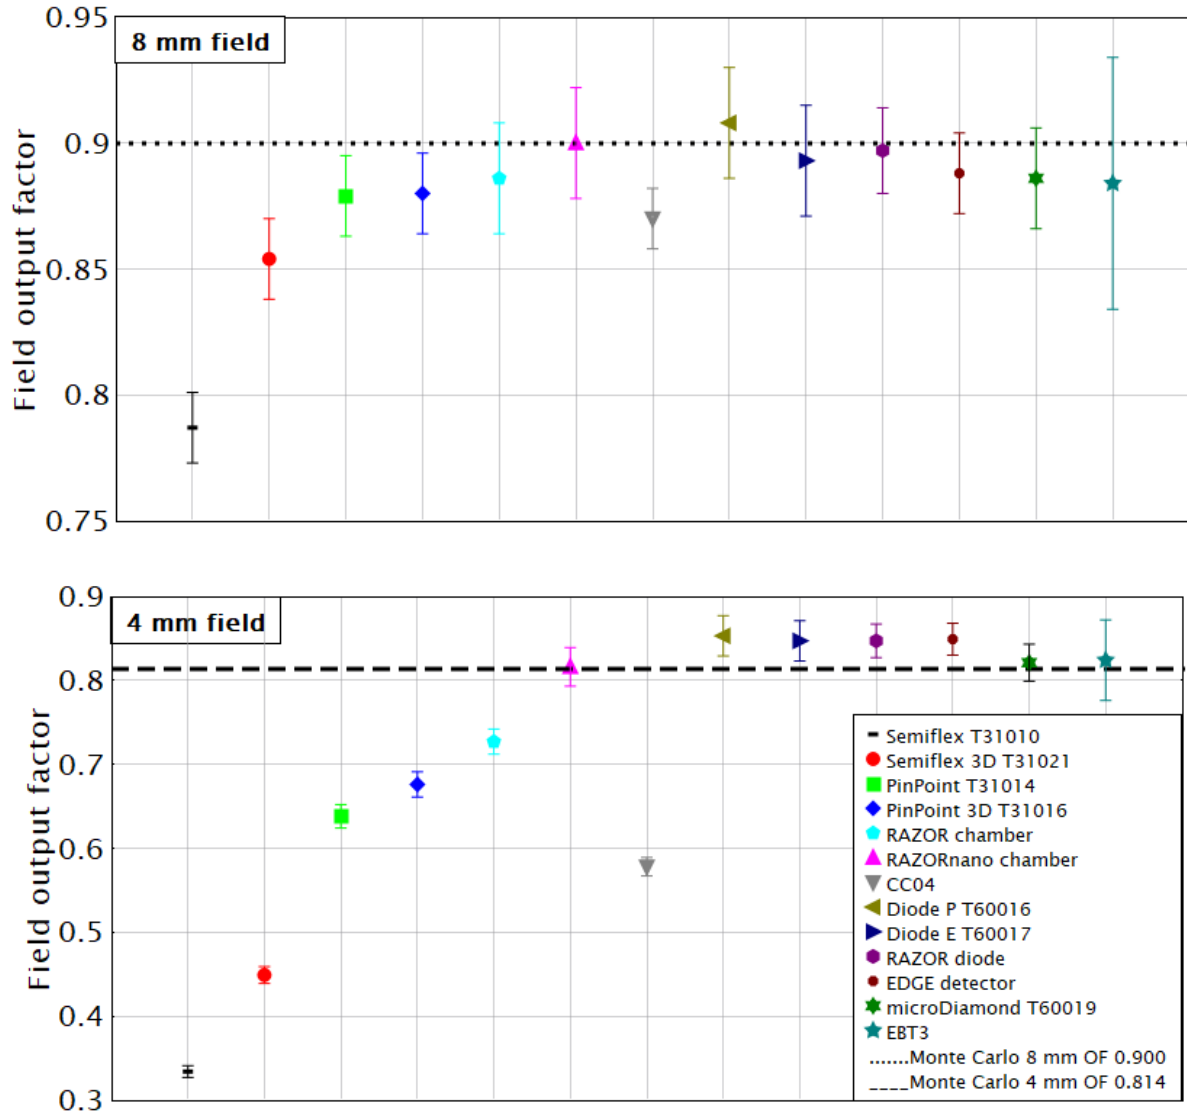 0.95
8 mm field
0.9
0.85
0.8
0.75
Field output factor
0.9
4 mm field
0.8
0.7
0.6
0.5
0.4
0.3
Field output factor
Semiflex T31010
Semiflex 3D T31021
PinPoint T31014
PinPoint 3D T31016
RAZOR chamber
RAZORnano chamber
CC04
Diode P T60016
Diode E T60017
RAZOR diode
EDGE detector
microDiamond T60019
EBT3
.......Monte Carlo 8 mm OF 0.900
____Monte Carlo 4 mm OF 0.814